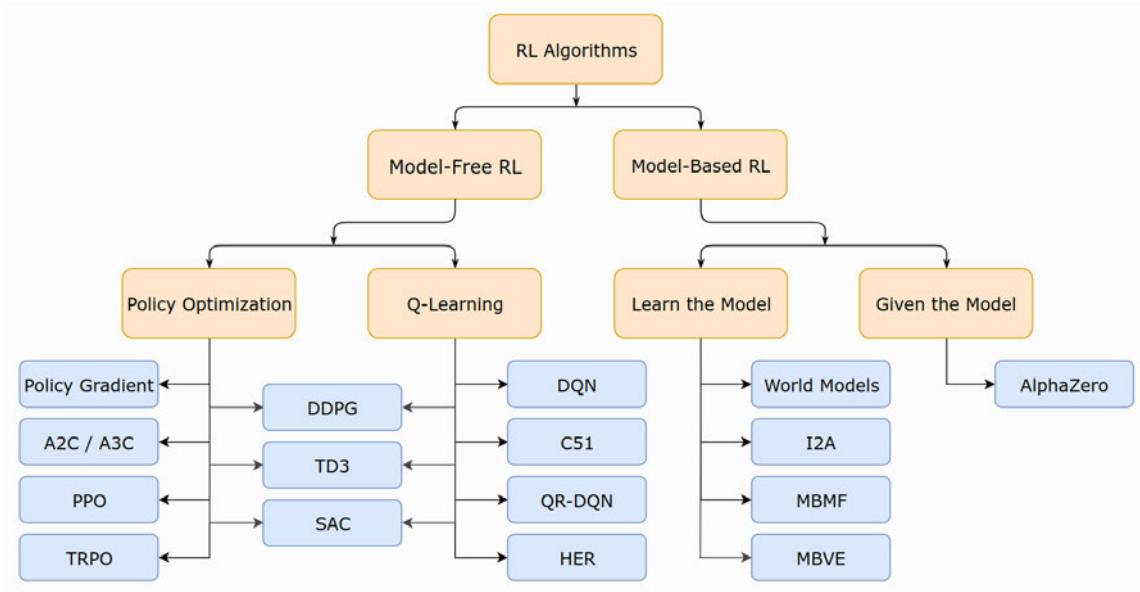 RL Algorithms
Model-Free RL
Model-Based RL
Policy Optimization
Q-Learning
Learn the Model
Given the Model
Policy Gradient
A2C / A3C
PPO
TRPO
DDPG
TD3
SAC
DQN
C51
QR-DQN
HER
World Models
I2A
MBMF
MBVE
AlphaZero